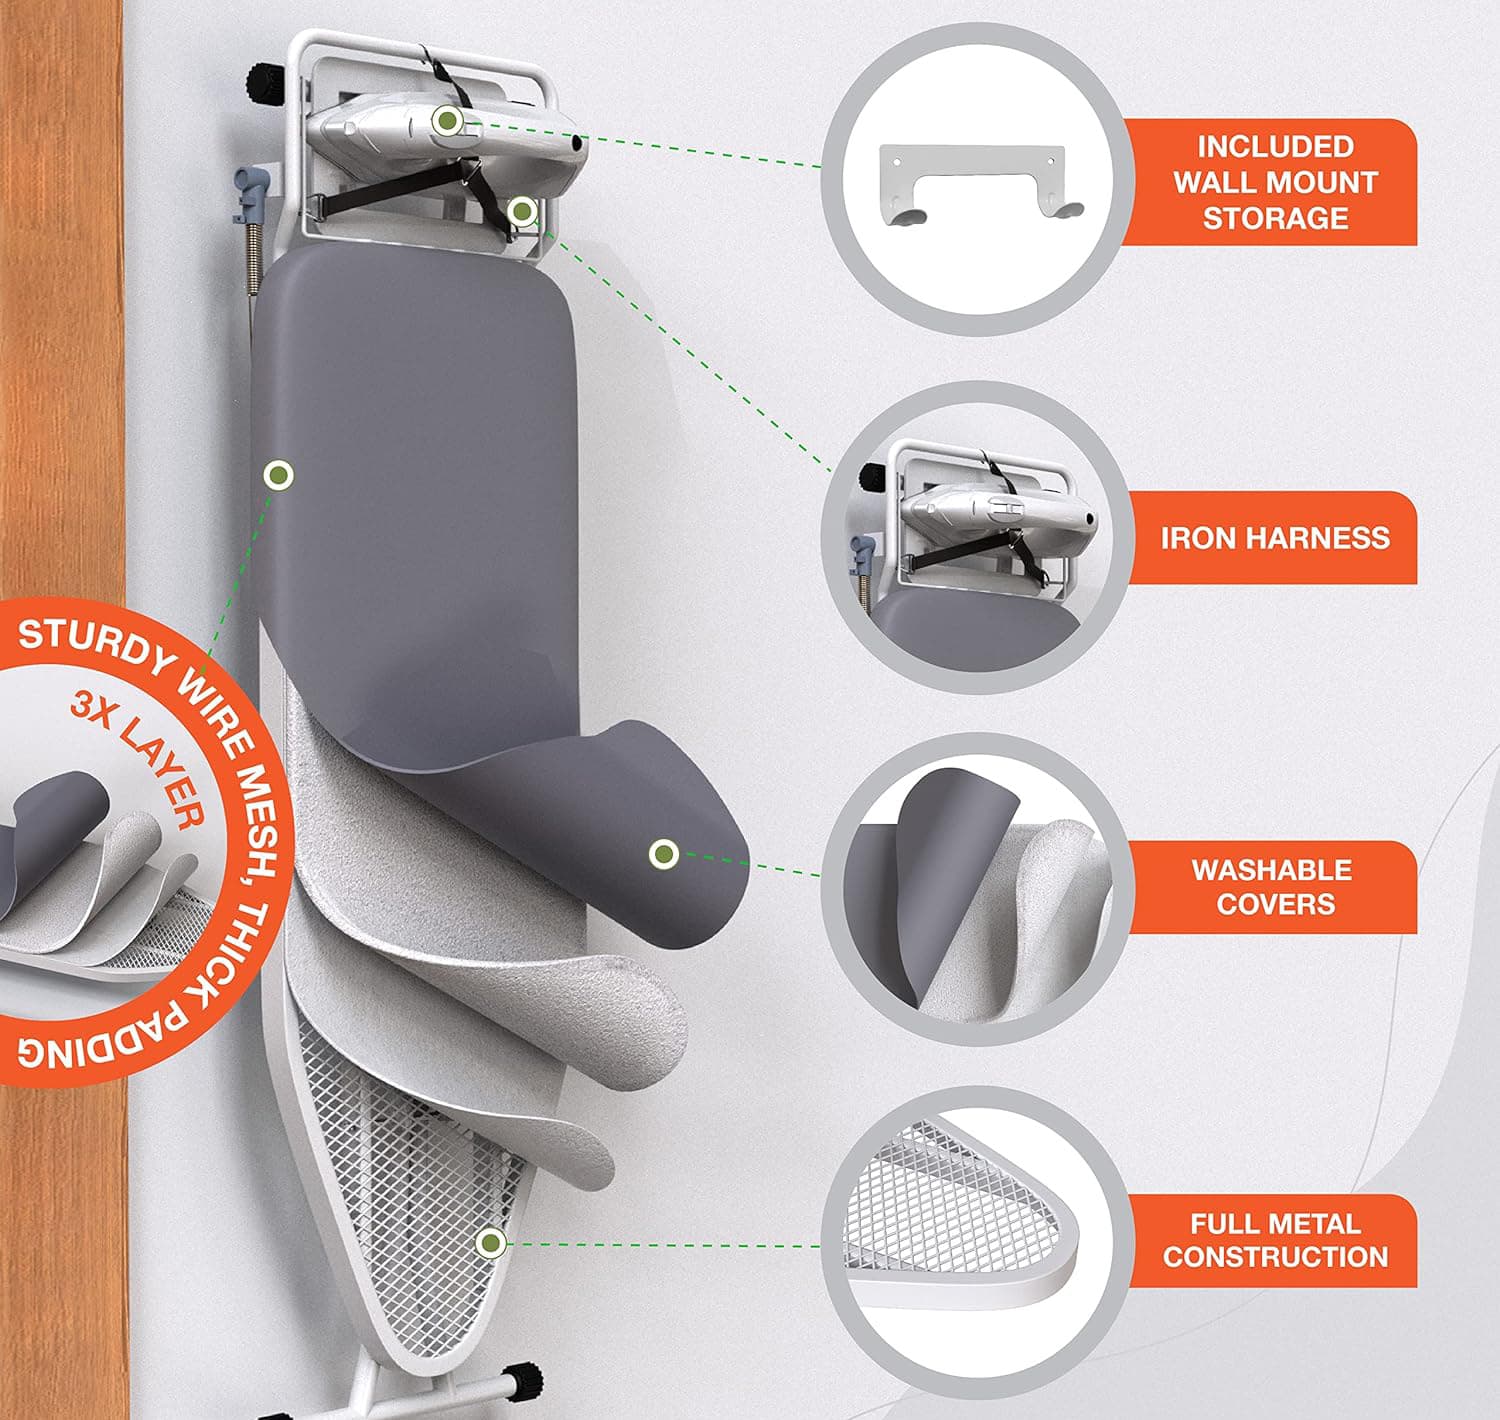 INCLUDED
WALL MOUNT
STORAGE
IRON HARNESS
STURDY WIRE MESH, THICK PADDING
3X LAYER
WASHABLE
COVERS
FULL METAL
CONSTRUCTION